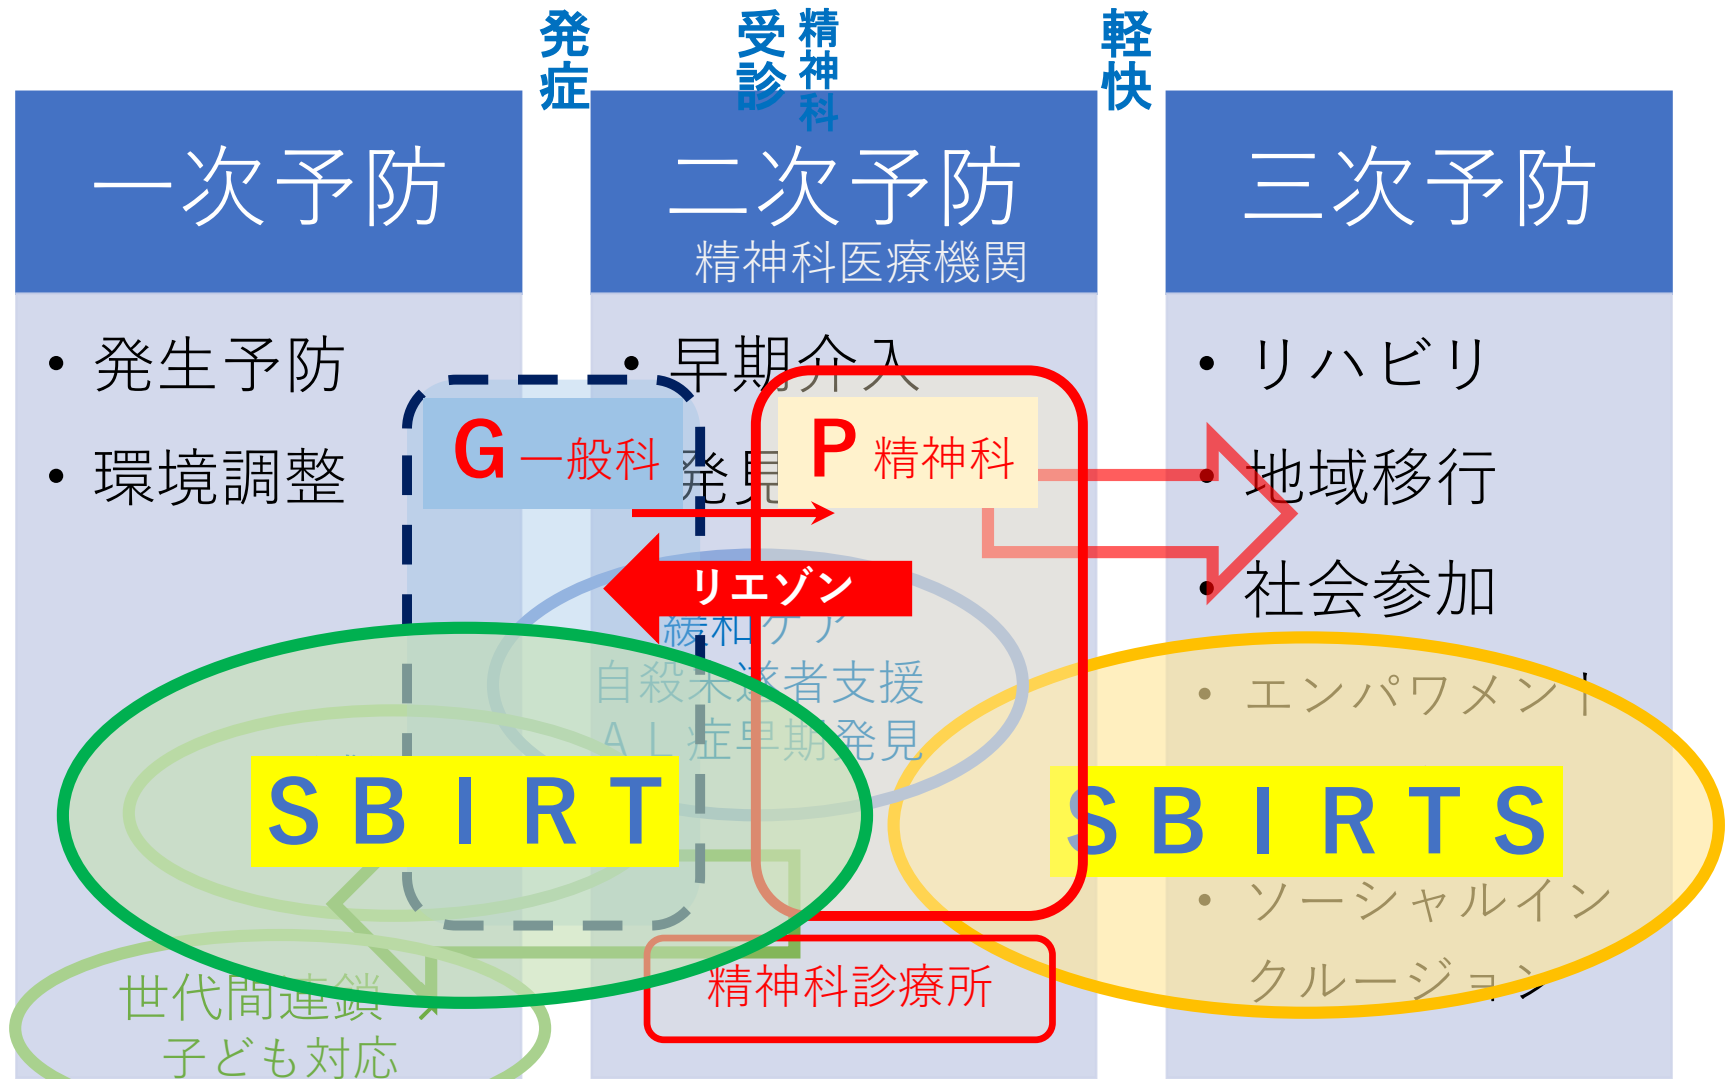 発症
受診
精神科
軽快
一次予防
二次予防
精神科医療機関
三次予防
• 発生予防
• 環境調整
• 早期介入
発見
G 一般科
P 精神科
リエゾン
緩和ケア
自殺未遂者支援
ＡＬ症早期発見
• リハビリ
• 地域移行
• 社会参加
• エンパワメント
• ソーシャルイン
クルージョン
ＳＢＩＲＴ
ＳＢＩＲＴＳ
精神科診療所
世代間連鎖
子ども対応